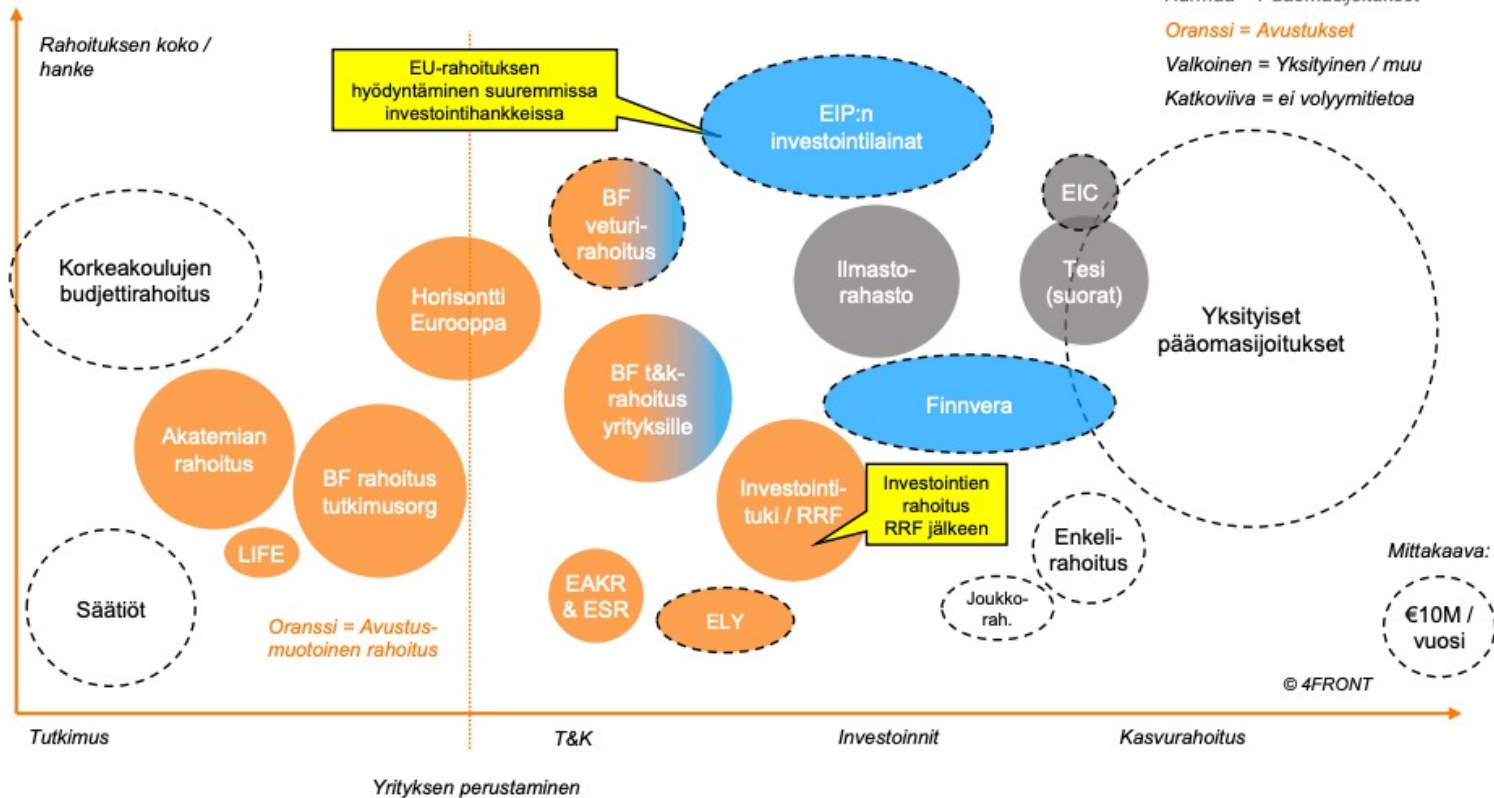 Rahoituksen koko /
hanke
EU-rahoituksen
hyödyntäminen suuremmissa
investointihankkeissa
EIP:n
investointilainat
Oranssi = Avustukset
Valkoinen = Yksityinen / muu
Katkoviiva = ei volyymitietoa
BF
veturi-
rahoitus
EIC
Korkeakoulujen
budjettirahoitus
Horisontti
Eurooppa
Ilmasto-
rahasto
Tesi
(suorat)
Yksityiset
pääomasijoitukset
BF t&k-
rahoitus
yrityksille
Finnvera
Akatemian
rahoitus
BF rahoitus
tutkimusorg
Investointi-
tuki / RRF
Investointien
rahoitus
RRF jälkeen
LIFE
Enkeli-
rahoitus
Säätiöt
EAKR
& ESR
ELY
Joukko-
rah.
Mittakaava:
€10M /
vuosi
Oranssi = Avustus-
muotoinen rahoitus
© 4FRONT
Tutkimus
T&K
Investoinnit
Kasvurahoitus
Yrityksen perustaminen